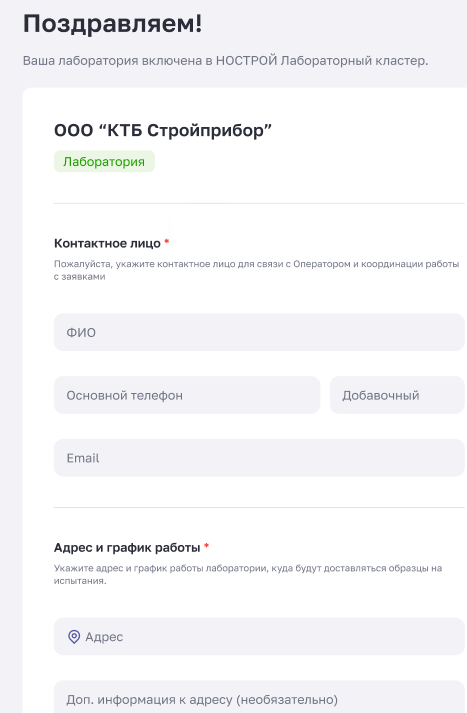 Поздравляем!
Ваша лаборатория включена в НОСТРОЙ Лабораторный кластер.
ООО “КТБ Стройприбор”
Лаборатория
Контактное лицо *
Пожалуйста, укажите контактное лицо для связи с Оператором и координации работы
с заявками
ФИО
Основной телефон
Добавочный
Email
Адрес и график работы *
Укажите адрес и график работы лаборатории, куда будут доставляться образцы на
испытания.
Адрес
Доп. информация к адресу (необязательно)